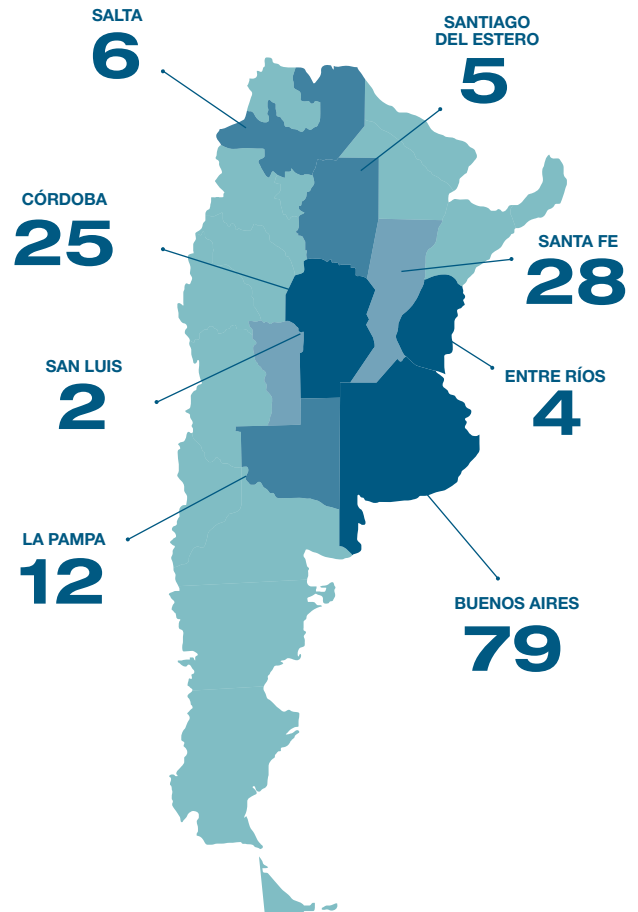 SALTA
6
SANTIAGO
DEL ESTERO
5
CÓRDOBA
25
SANTA FE
28
SAN LUIS
2
ENTRE RÍOS
4
LA PAMPA
12
BUENOS AIRES
79